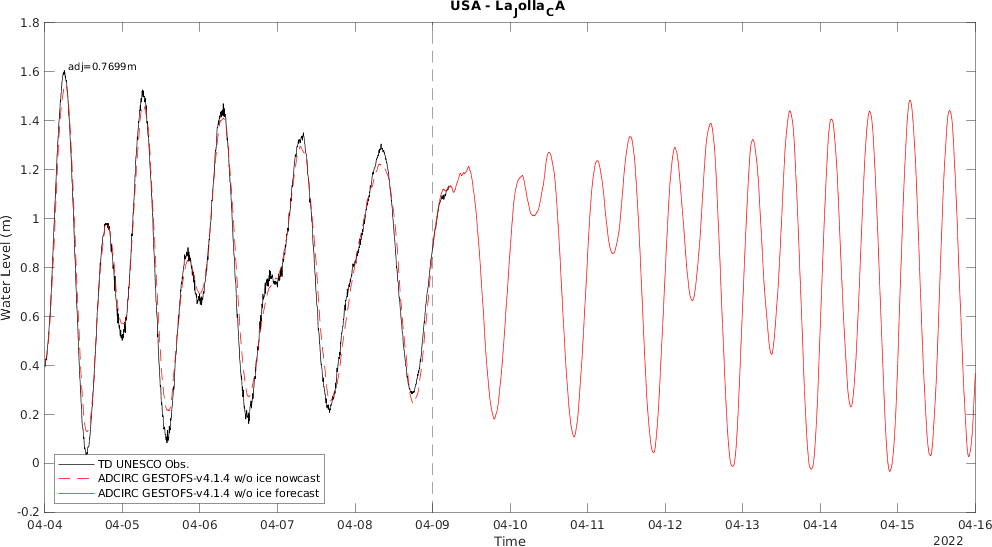 USA - LaJollaCA
adj=0.7699m
1.8
1.6
1.4
1.2
1
0.8
0.6
0.4
0.2
0
-0.2
Water Level (m)
TD UNESCO Obs.
ADCIRC GESTOFS-v4.1.4 w/o ice nowcast
ADCIRC GESTOFS-v4.1.4 w/o ice forecast
04-04 04-05 04-06 04-07 04-08 04-09 04-10 04-11 04-12 04-13 04-14 04-15 04-16
Time
2022